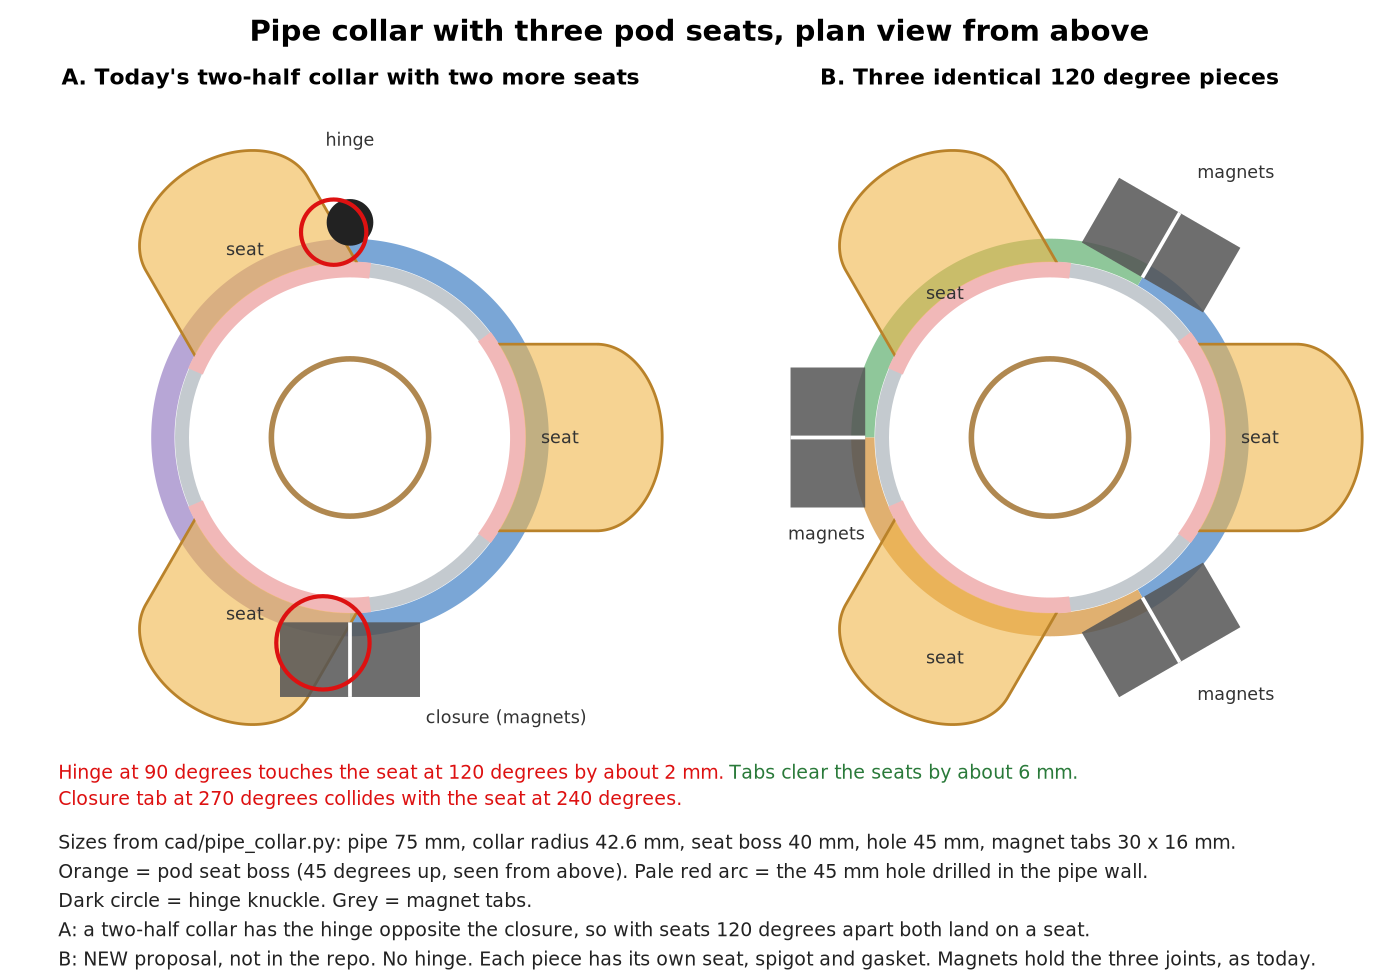 Pipe collar with three pod seats, plan view from above
A. Today's two-half collar with two more seats
B. Three identical 120 degree pieces
hinge
seat
seat
seat
closure (magnets)
magnets
seat
seat
magnets
seat
magnets
Hinge at 90 degrees touches the seat at 120 degrees by about 2 mm.
Closure tab at 270 degrees collides with the seat at 240 degrees.
Tabs clear the seats by about 6 mm.
Sizes from cad/pipe_collar.py: pipe 75 mm, collar radius 42.6 mm, seat boss 40 mm, hole 45 mm, magnet tabs 30 x 16 mm.
Orange = pod seat boss (45 degrees up, seen from above). Pale red arc = the 45 mm hole drilled in the pipe wall.
Dark circle = hinge knuckle. Grey = magnet tabs.
A: a two-half collar has the hinge opposite the closure, so with seats 120 degrees apart both land on a seat.
B: NEW proposal, not in the repo. No hinge. Each piece has its own seat, spigot and gasket. Magnets hold the three joints, as today.